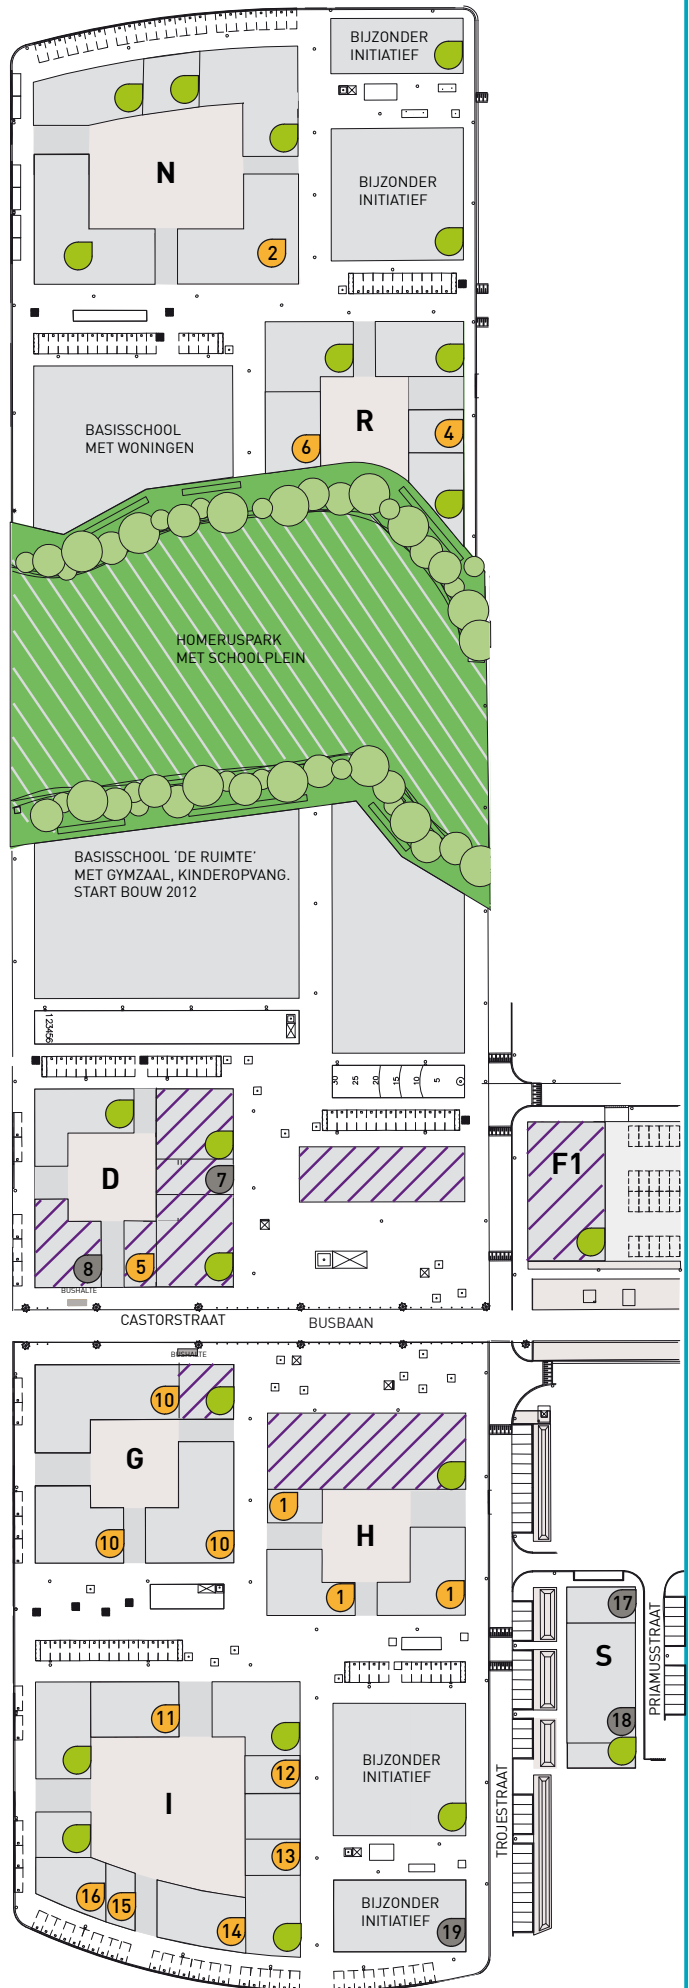 BIJZONDER
INITIATIEF
N
BIJZONDER
INITIATIEF
2
R
BASISSCHOOL
MET WONINGEN
4
6
HOMERUSPARK
MET SCHOOLPLEIN
BASISSCHOOL 'DE RUIMTE'
MET GYMZAAL, KINDEROPVANG.
START BOUW 2012
123456
30 25 20 15 10 5
D
7
F1
8
5
BUSHALTE
CASTORSTRAAT
BUSBAAN
BUSHALTE
10
G
1
H
10
10
1
1
17
S
PRIAMUSSTRAAT
11
18
BIJZONDER
INITIATIEF
12
I
TROJESTRAAT
13
16
15
14
BIJZONDER
INITIATIEF
19